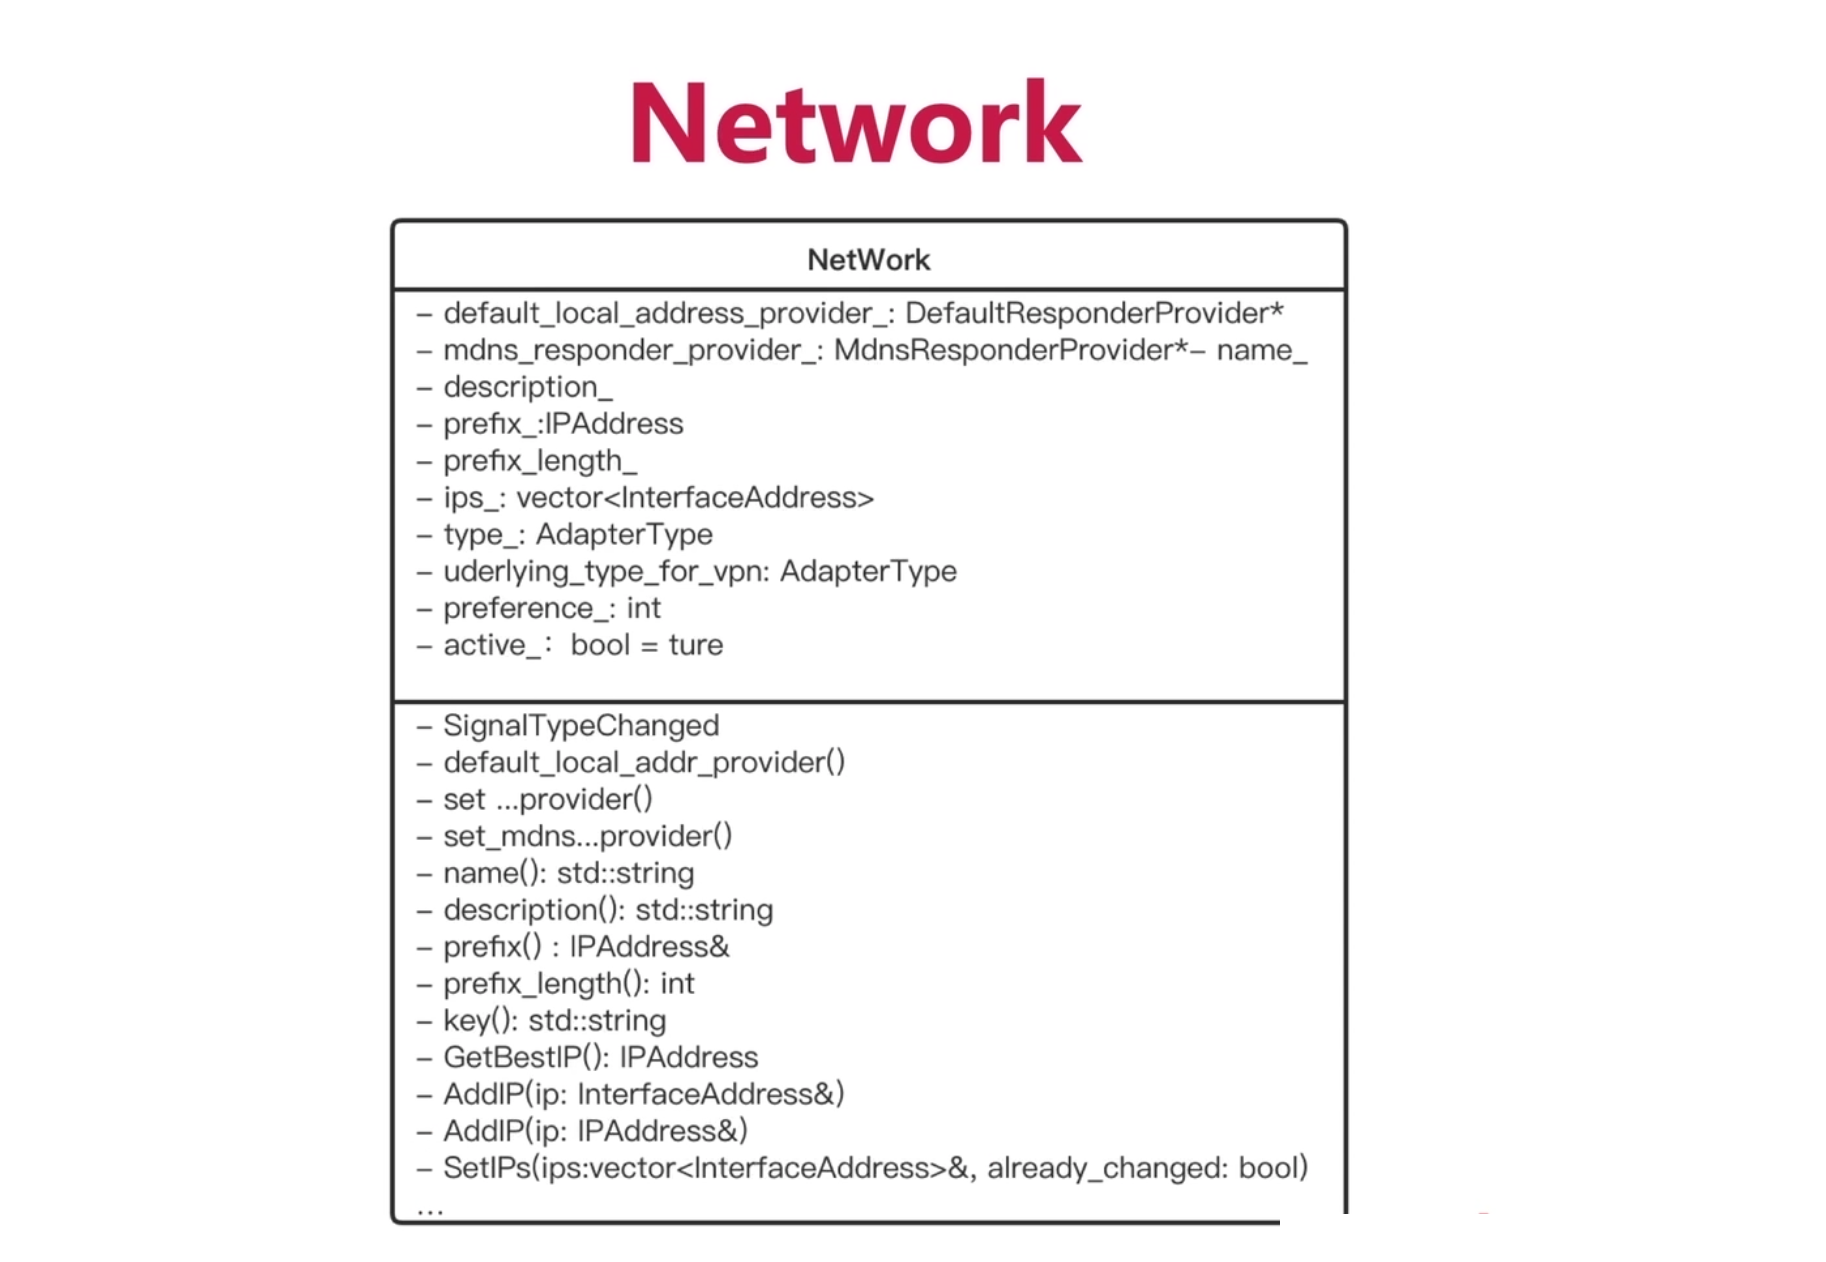 Network
NetWork
– default_local_address_provider_: DefaultResponderProvider*
– mdns_responder_provider_: MdnsResponderProvider*– name_
– description_
– prefix_:IPAddress
– prefix_length_
– ips_: vector<InterfaceAddress>
– type_: AdapterType
– uderlying_type_for_vpn: AdapterType
– preference_: int
– active_： bool = ture
– SignalTypeChanged
– default_local_addr_provider()
– set ...provider()
– set_mdns...provider()
– name(): std::string
– description(): std::string
– prefix() : IPAddress&
– prefix_length(): int
– key(): std::string
– GetBestIP(): IPAddress
– AddIP(ip: InterfaceAddress&)
– AddIP(ip: IPAddress&)
– SetIPs(ips:vector<InterfaceAddress>&, already_changed: bool)
...